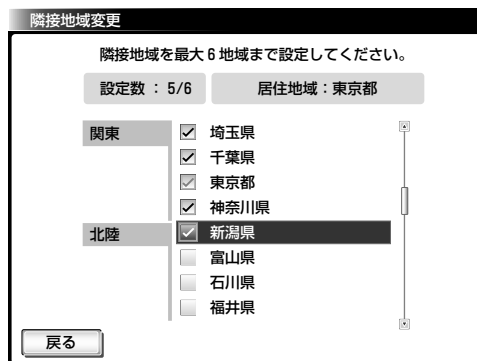 隣接地域変更
隣接地域を最大6地域まで設定してください。
設定数 : 5/6
居住地域：東京都
関東
埼玉県
千葉県
東京都
神奈川県
北陸
新潟県
富山県
石川県
福井県
戻る